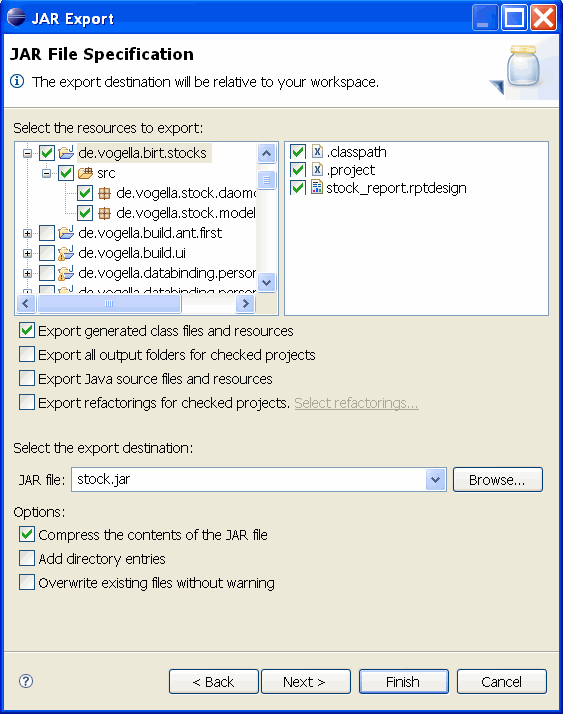 JAR Export
JAR File Specification
The export destination will be relative to your workspace.
Select the resources to export:
de.vogella.birt.stocks
src
de.vogella.stock.daomo
de.vogella.stock.model
de.vogella.build.ant.first
de.vogella.build.ui
de.vogella.databinding.person
de.vogella.databinding.person
.classpath
.project
stock_report.rptdesign
Export generated class files and resources
Export all output folders for checked projects
Export Java source files and resources
Export refactorings for checked projects. Select refactorings...
Select the export destination:
JAR file: stock.jar Browse...
Options:
Compress the contents of the JAR file
Add directory entries
Overwrite existing files without warning
? < Back Next > Finish Cancel